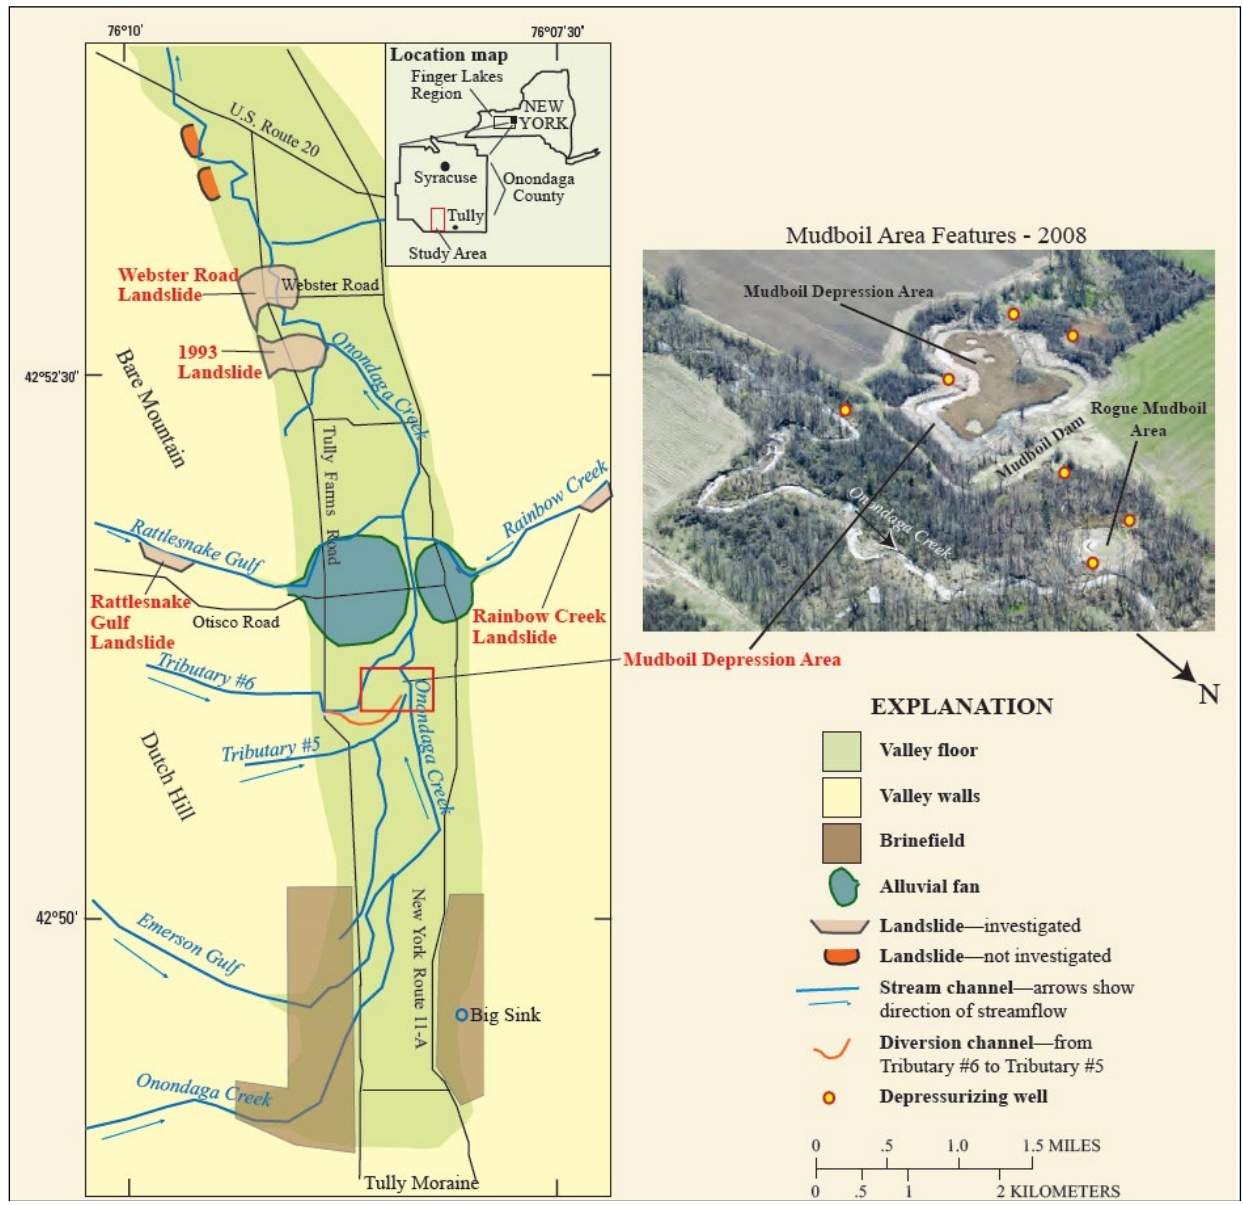 76°10'
76°07'30"
Location map
Finger Lakes
Region
NEW
YORK
Syracuse
Onondaga
County
Tully
Study Area
U.S. Route 20
Webster Road
Landslide
Webster Road
1993
Landslide
42°52'30"
Bare Mountain
Onondaga Creek
Tully Farms Road
Rattlesnake Gulf
Rainbow Creek
Rattlesnake
Gulf
Landslide
Otisco Road
Rainbow Creek
Landslide
Tributary #6
Mudboil Depression Area
Onondaga Creek
Tributary #5
Dutch Hill
42°50'
Emerson Gulf
New York Route 11-A
Big Sink
Onondaga Creek
Tully Moraine
Mudboil Area Features - 2008
Mudboil Depression Area
Rogue Mudboil
Area
Mudboil Dam
Onondaga Creek
N
EXPLANATION
Valley floor
Valley walls
Brinefield
Alluvial fan
Landslide—investigated
Landslide—not investigated
Stream channel—arrows show
direction of streamflow
Diversion channel—from
Tributary #6 to Tributary #5
Depressurizing well
0 .5 1.0 1.5 MILES
0 .5 1 2 KILOMETERS